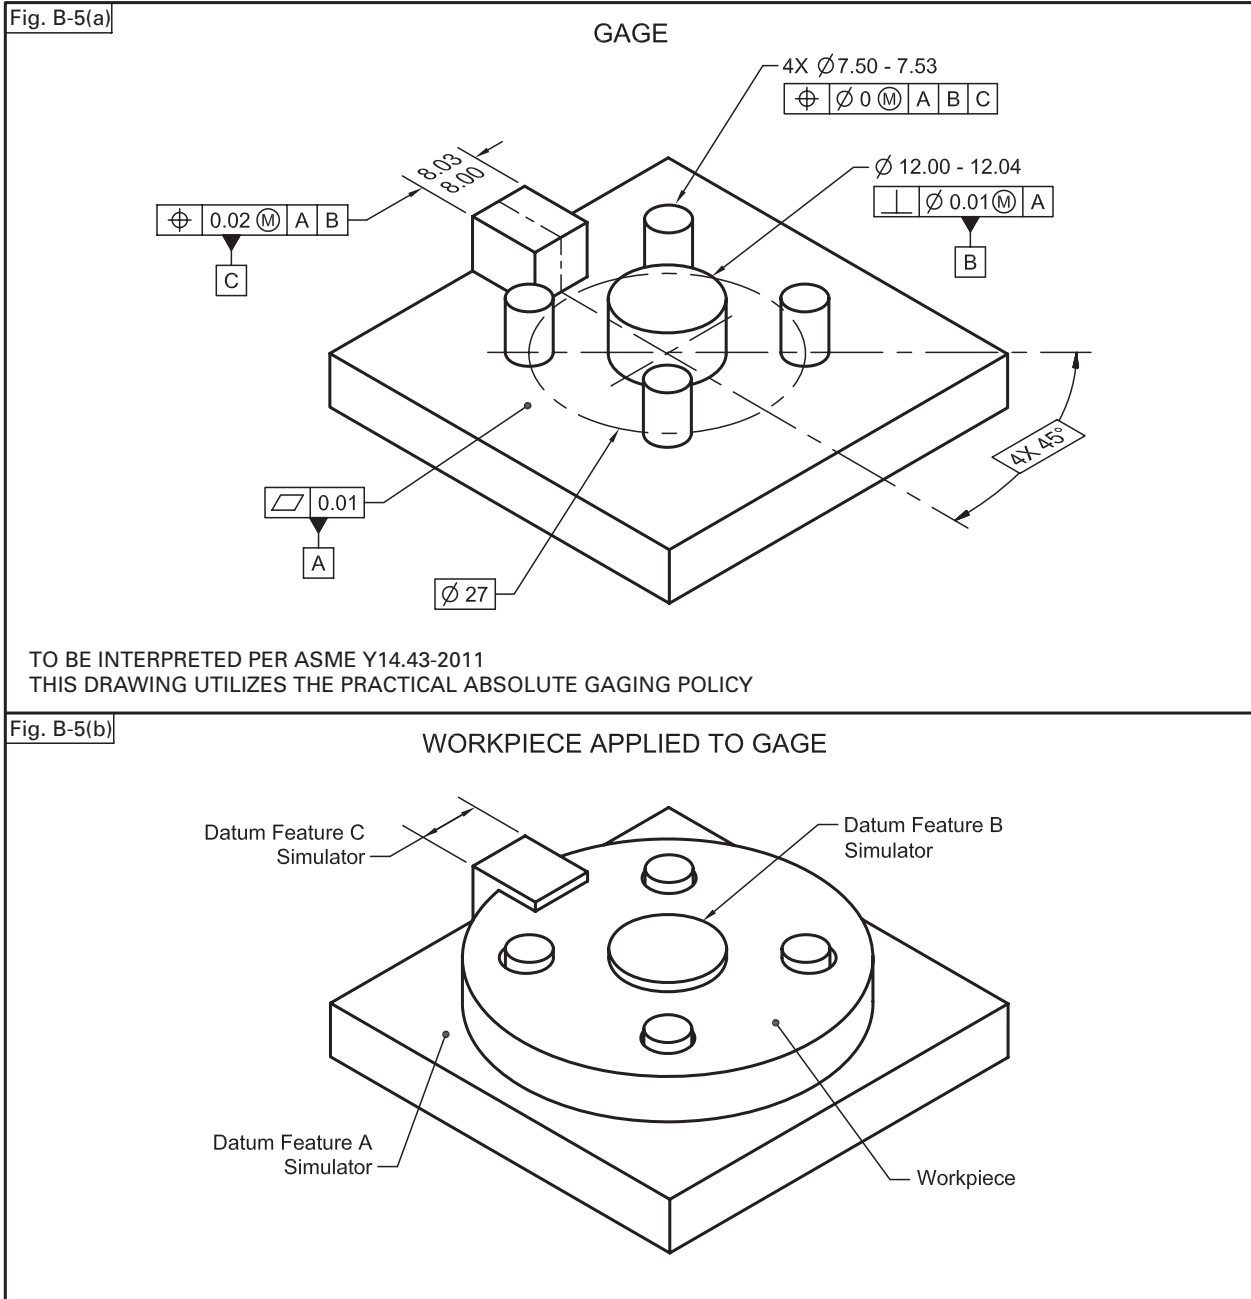 Fig. B-5(a)
GAGE
4X Ø7.50 - 7.53
⌖ Ø 0 Ⓜ A B C
8.03
8.00
Ø 12.00 - 12.04
⟂ Ø 0.01Ⓜ A
B
⌖ 0.02 Ⓜ A B
C
4X 45°
⏥ 0.01
A
Ø 27
TO BE INTERPRETED PER ASME Y14.43-2011
THIS DRAWING UTILIZES THE PRACTICAL ABSOLUTE GAGING POLICY
Fig. B-5(b)
WORKPIECE APPLIED TO GAGE
Datum Feature C
Simulator
Datum Feature B
Simulator
Datum Feature A
Simulator
Workpiece